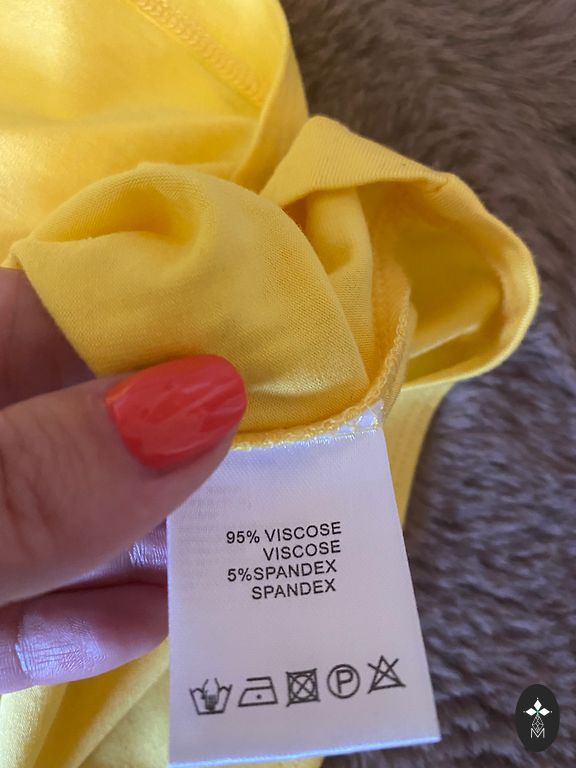 95% VISCOSE
VISCOSE
5%SPANDEX
SPANDEX
P
M